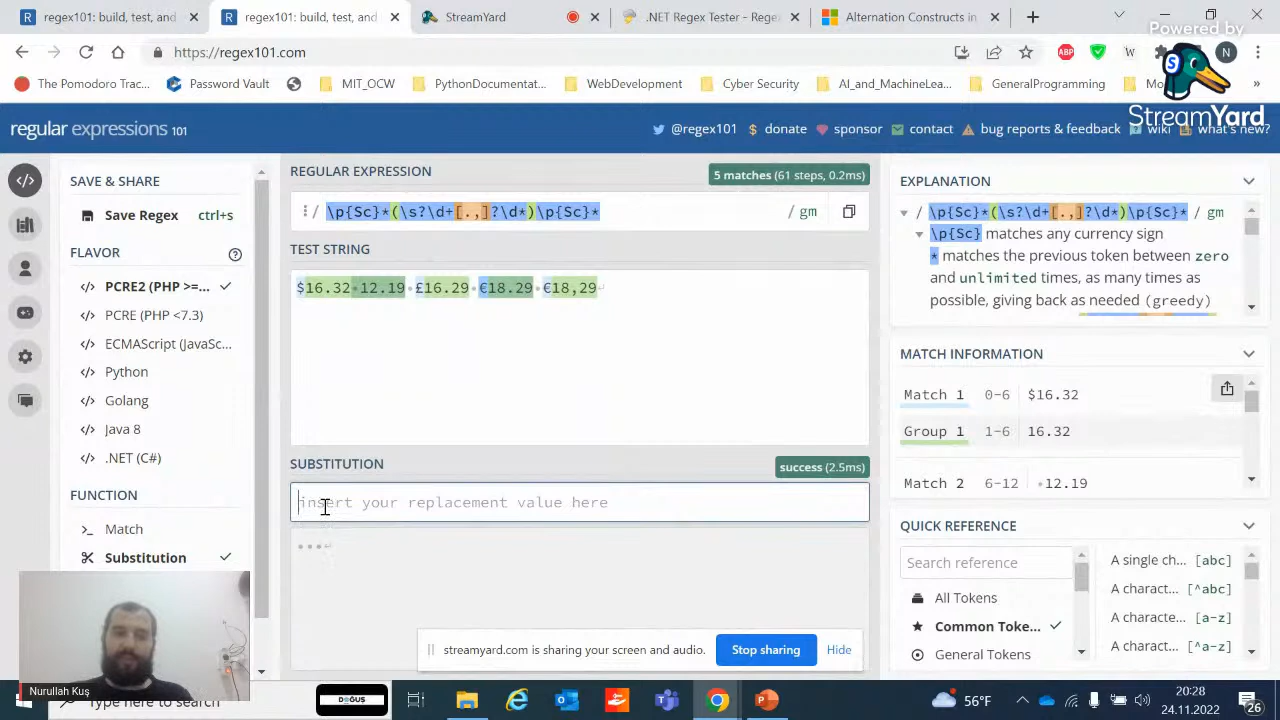 regex101: build, test, and
regex101: build, test, and
StreamYard
.NET Regex Tester - Rege
Alternation Constructs in
Powered by
StreamYard
https://regex101.com
ABP
W
N
The Pomodoro Trac...
Password Vault
MIT_OCW
PythonDocumentat...
WebDevelopment
Cyber Security
AI_and_MachineLea...
GeneralProgramming
regular expressions 101
@regex101
$ donate
sponsor
contact
bug reports & feedback
wiki
what's new?
SAVE & SHARE
Save Regex ctrl+s
FLAVOR
</> PCRE2 (PHP >=...
</> PCRE (PHP <7.3)
</> ECMAScript (JavaSc...
</> Python
</> Golang
</> Java 8
</> .NET (C#)
FUNCTION
>_ Match
Substitution
REGULAR EXPRESSION
5 matches (61 steps, 0.2ms)
/ \p{Sc}*(\s?\d+[.,]?\d*)\p{Sc}* / gm
TEST STRING
$16.32·12.19·£16.29·€18.29·€18,29
SUBSTITUTION
success (2.5ms)
insert your replacement value here
EXPLANATION
/ \p{Sc}*(\s?\d+[.,]?\d*)\p{Sc}* / gm
\p{Sc} matches any currency sign
* matches the previous token between zero
and unlimited times, as many times as
possible, giving back as needed (greedy)
MATCH INFORMATION
Match 1 0-6 $16.32
Group 1 1-6 16.32
Match 2 6-12 ·12.19
QUICK REFERENCE
Search reference
All Tokens
Common Toke...
General Tokens
A single ch... [abc]
A charact... [^abc]
A characte... [a-z]
A charact... [^a-z]
streamyard.com is sharing your screen and audio.
Stop sharing
Hide
Nurullah Kuş
Type here to search
DOĞUŞ
56°F
20:28
24.11.2022
26